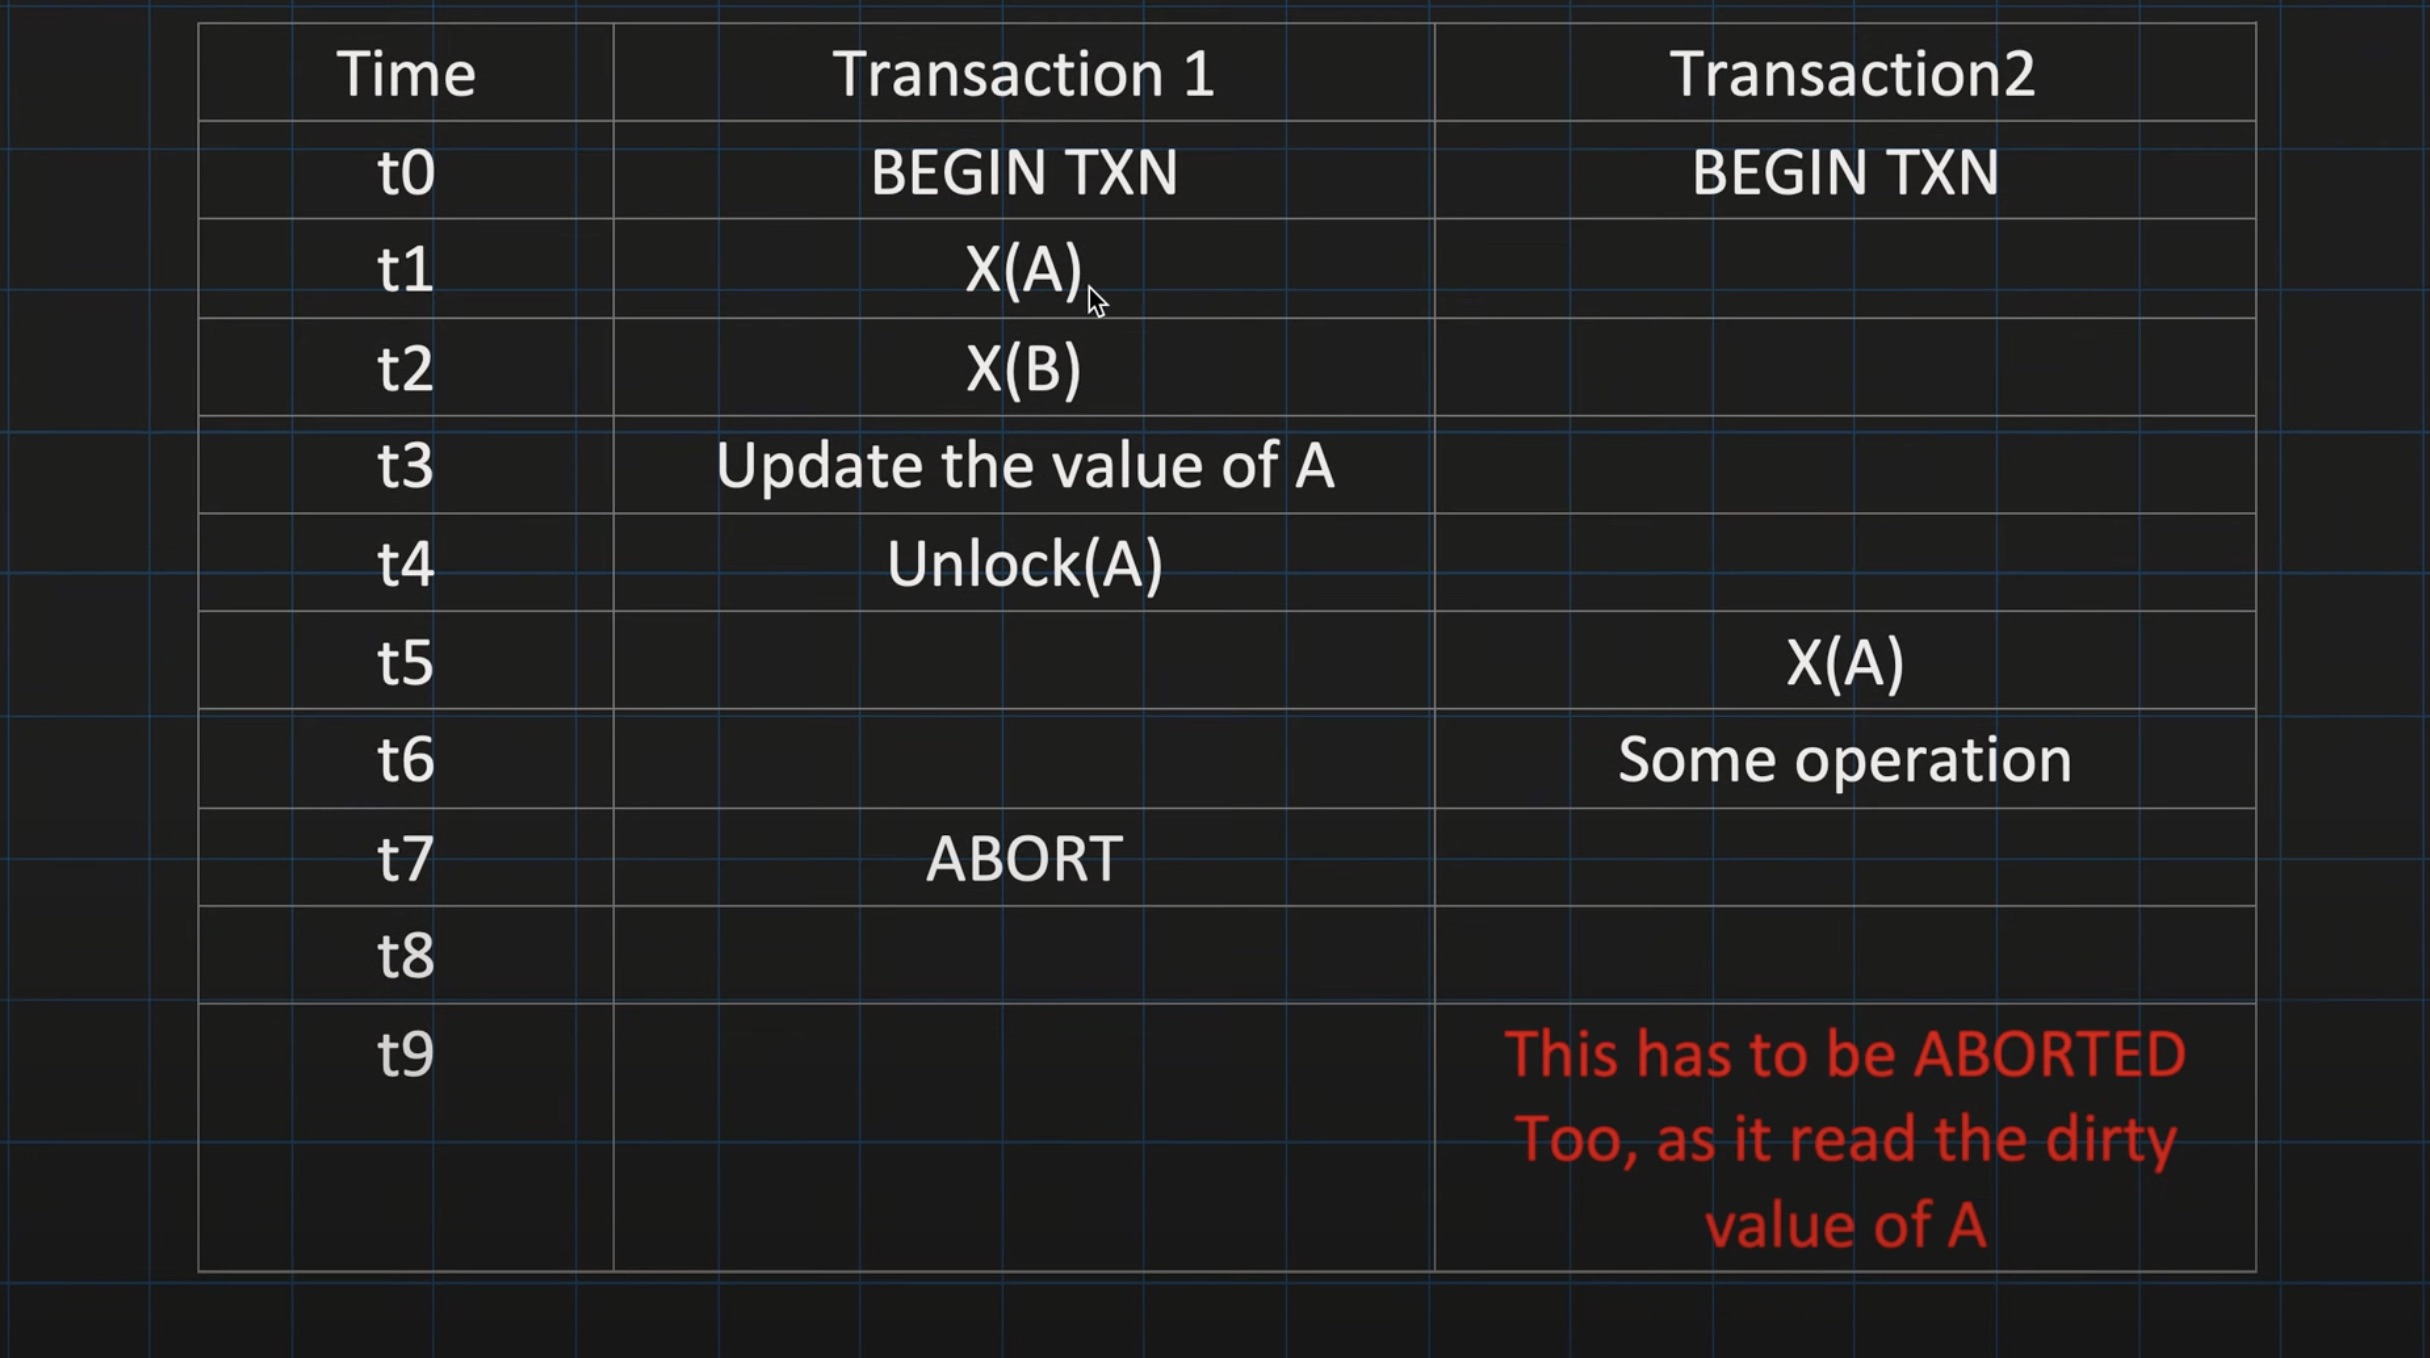 Time Transaction 1 Transaction2
t0 BEGIN TXN BEGIN TXN
t1 X(A)
t2 X(B)
t3 Update the value of A
t4 Unlock(A)
t5 X(A)
t6 Some operation
t7 ABORT
t8
t9 This has to be ABORTED
Too, as it read the dirty
value of A